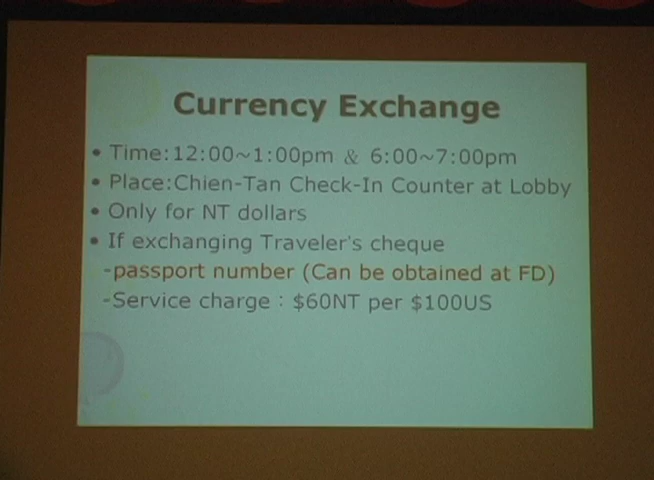 Currency Exchange
• Time:12:00~1:00pm & 6:00~7:00pm
• Place:Chien-Tan Check-In Counter at Lobby
• Only for NT dollars
• If exchanging Traveler's cheque
-passport number (Can be obtained at FD)
-Service charge : $60NT per $100US